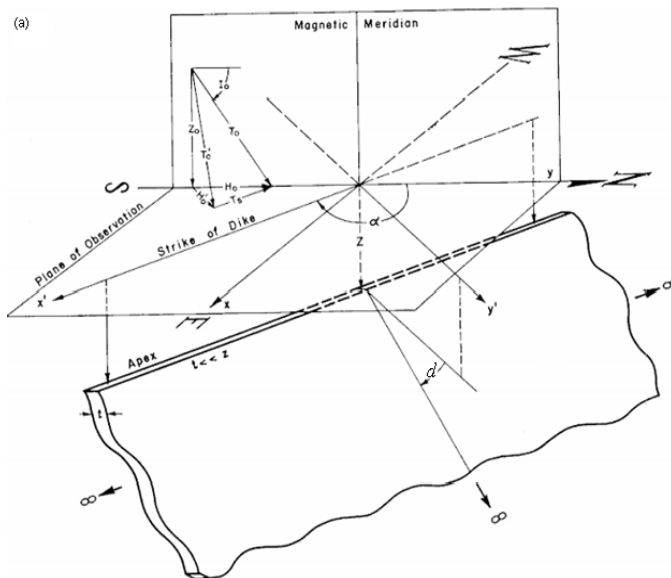 (a)
Magnetic Meridian
I₀
Z₀
T₀
T₀'
H₀
H₀'
Tₛ
S
N
W
E
y
α
Plane of Observation
Strike of Dike
Z
x'
x
y'
Apex
t << z
d
t
∞
∞
∞